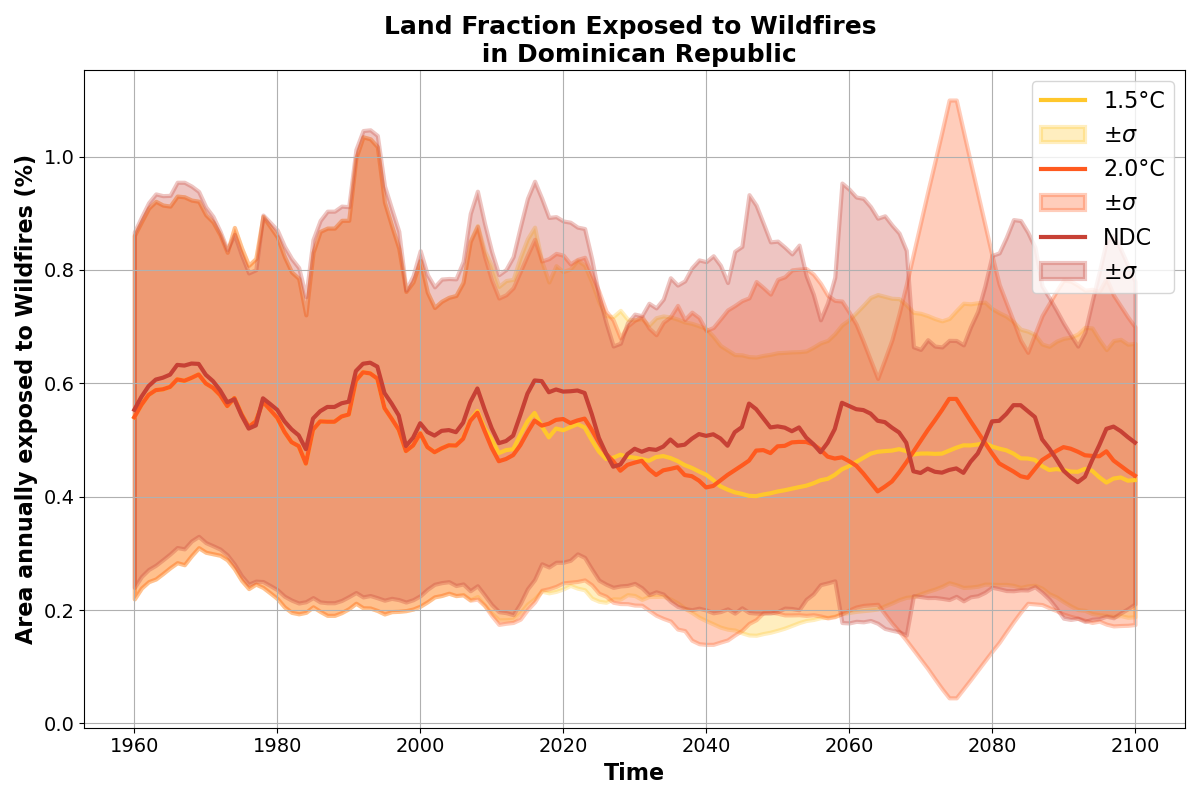 Land Fraction Exposed to Wildfires
in Dominican Republic
Area annually exposed to Wildfires (%)
1.0
0.8
0.6
0.4
0.2
0.0
1960
1980
2000
2020
2040
2060
2080
2100
Time
1.5°C
±σ
2.0°C
±σ
NDC
±σ